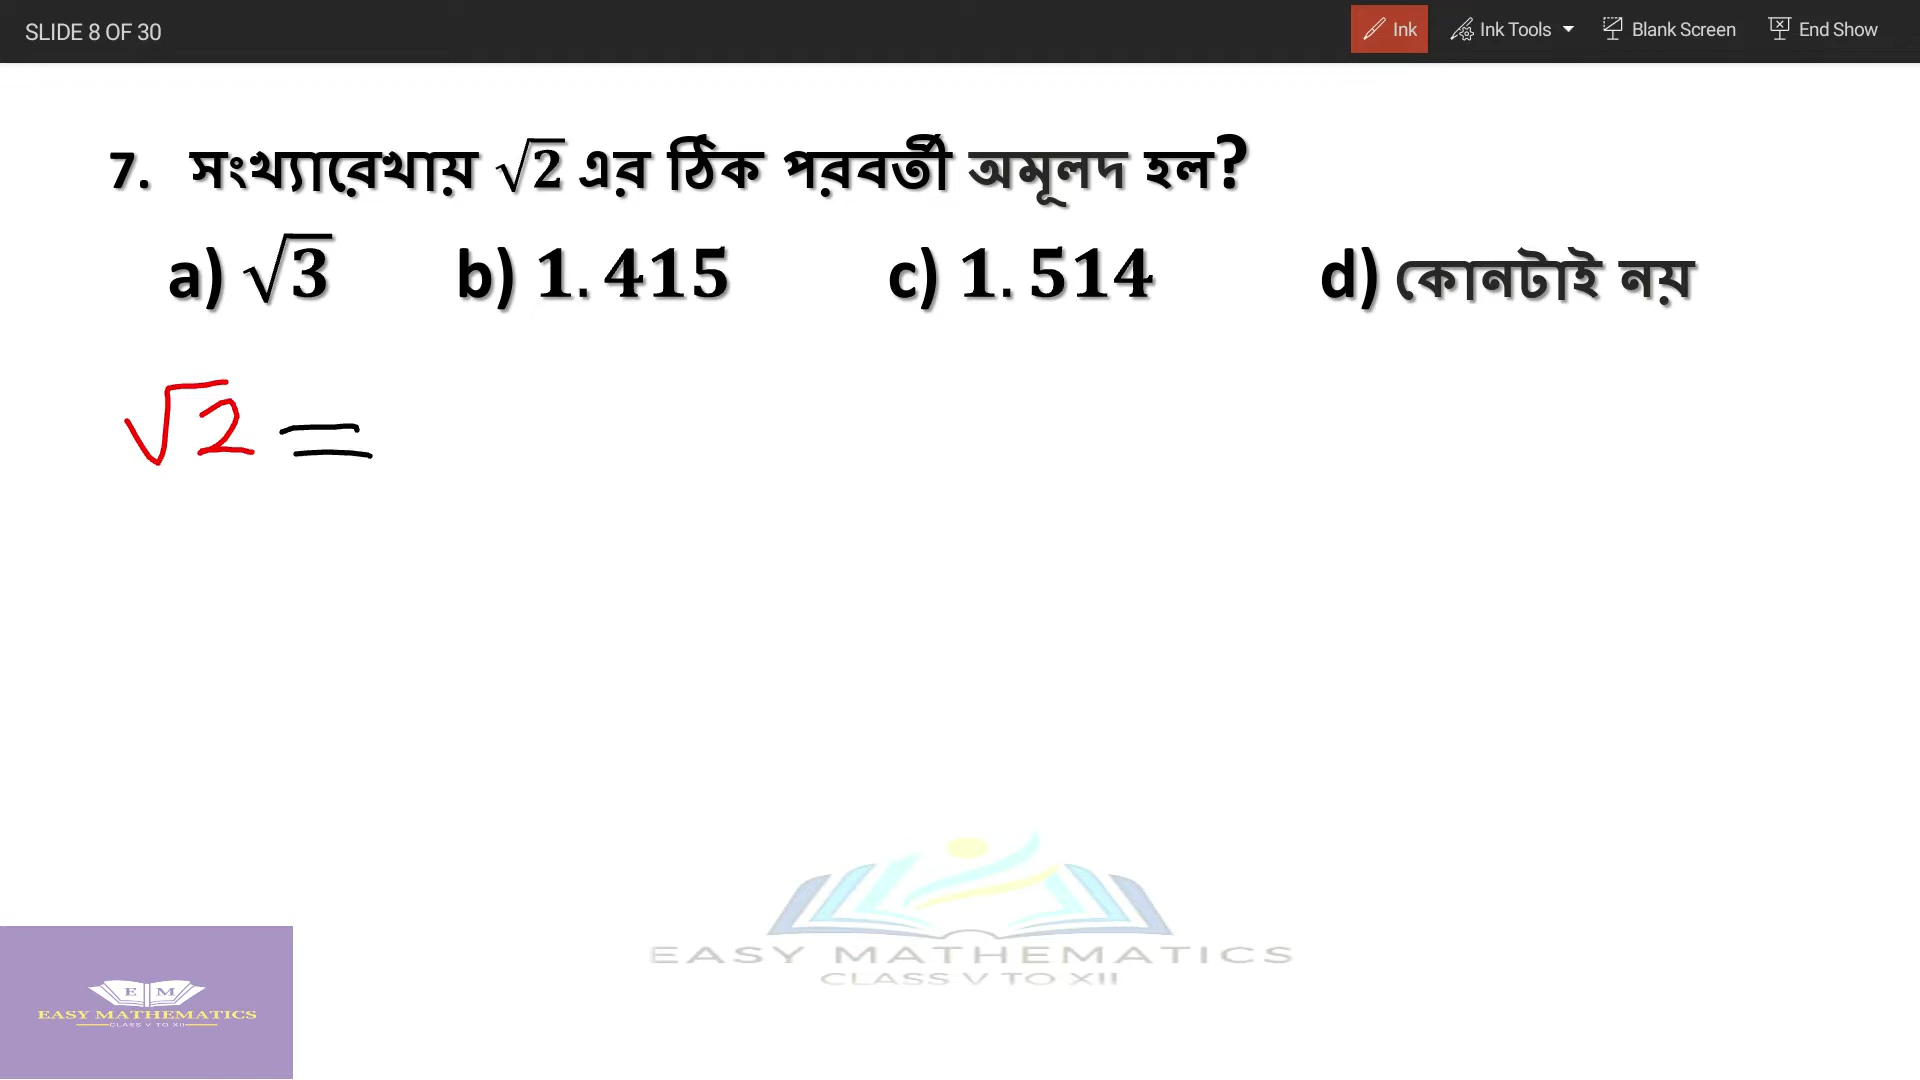 SLIDE 8 OF 30
Ink Ink Tools Blank Screen End Show
7. সংখ্যারেখায় √2 এর ঠিক পরবর্তী অমূলদ হল?
a) √3 b) 1.415 c) 1.514 d) কোনটাই নয়
√2 =
EASY MATHEMATICS
CLASS V TO XII
E M
EASY MATHEMATICS
CLASS V TO XII